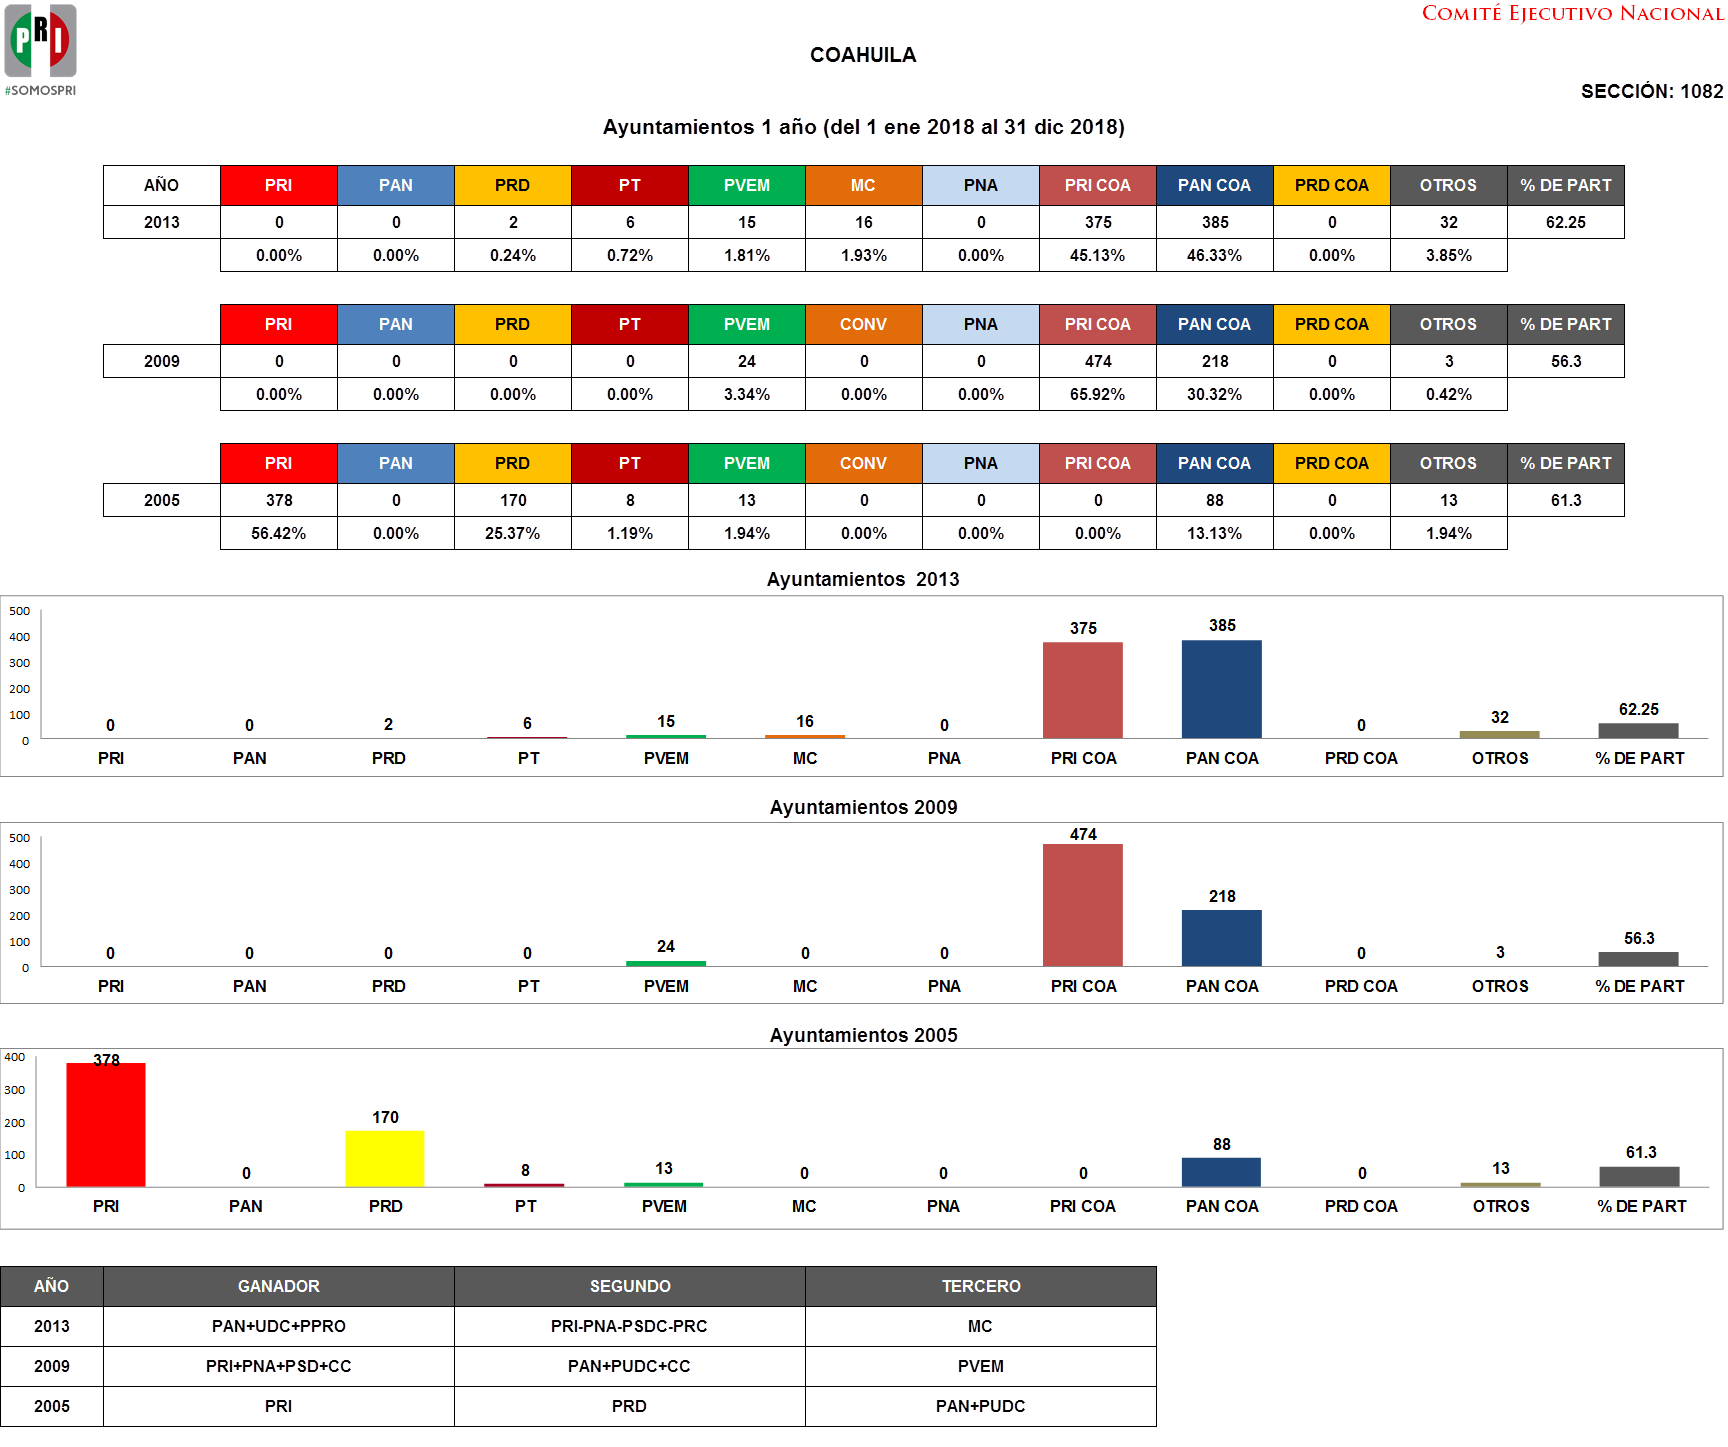 PRI
#SOMOSPRI
COMITÉ EJECUTIVO NACIONAL
COAHUILA
SECCIÓN: 1082
Ayuntamientos 1 año (del 1 ene 2018 al 31 dic 2018)
AÑO PRI PAN PRD PT PVEM MC PNA PRI COA PAN COA PRD COA OTROS % DE PART
2013 0 0 2 6 15 16 0 375 385 0 32 62.25
0.00% 0.00% 0.24% 0.72% 1.81% 1.93% 0.00% 45.13% 46.33% 0.00% 3.85%
PRI PAN PRD PT PVEM CONV PNA PRI COA PAN COA PRD COA OTROS % DE PART
2009 0 0 0 0 24 0 0 474 218 0 3 56.3
0.00% 0.00% 0.00% 0.00% 3.34% 0.00% 0.00% 65.92% 30.32% 0.00% 0.42%
PRI PAN PRD PT PVEM CONV PNA PRI COA PAN COA PRD COA OTROS % DE PART
2005 378 0 170 8 13 0 0 0 88 0 13 61.3
56.42% 0.00% 25.37% 1.19% 1.94% 0.00% 0.00% 0.00% 13.13% 0.00% 1.94%
Ayuntamientos 2013
500
400
300
200
100
0
0 0 2 6 15 16 0 375 385 0 32 62.25
PRI PAN PRD PT PVEM MC PNA PRI COA PAN COA PRD COA OTROS % DE PART
Ayuntamientos 2009
500
400
300
200
100
0
0 0 0 0 24 0 0 474 218 0 3 56.3
PRI PAN PRD PT PVEM MC PNA PRI COA PAN COA PRD COA OTROS % DE PART
Ayuntamientos 2005
400
300
200
100
0
378 0 170 8 13 0 0 0 88 0 13 61.3
PRI PAN PRD PT PVEM MC PNA PRI COA PAN COA PRD COA OTROS % DE PART
AÑO GANADOR SEGUNDO TERCERO
2013 PAN+UDC+PPRO PRI-PNA-PSDC-PRC MC
2009 PRI+PNA+PSD+CC PAN+PUDC+CC PVEM
2005 PRI PRD PAN+PUDC